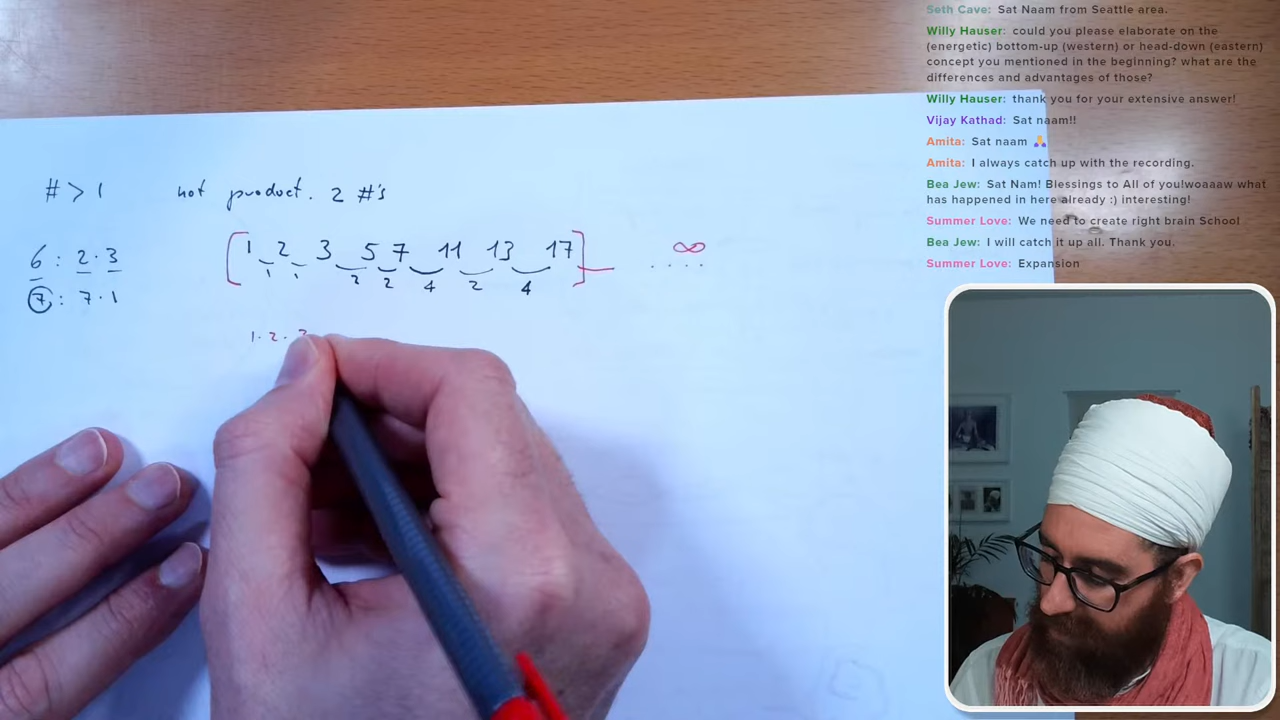 # > 1 not product. 2 #'s
6 : 2 · 3
7 : 7 · 1
[ 1 2 3 5 7 11 13 17 ] ∞
1 1 2 2 4 2 4 . . . .
1 · 2 ·
Seth Cave: Sat Naam from Seattle area.
Willy Hauser: could you please elaborate on the
(energetic) bottom-up (western) or head-down (eastern)
concept you mentioned in the beginning? what are the
differences and advantages of those?
Willy Hauser: thank you for your extensive answer!
Vijay Kathad: Sat naam!!
Amita: Sat naam 🙏
Amita: I always catch up with the recording.
Bea Jew: Sat Nam! Blessings to All of you!woaaaw what
has happened in here already :) interesting!
Summer Love: We need to create right brain School
Bea Jew: I will catch it up all. Thank you.
Summer Love: Expansion